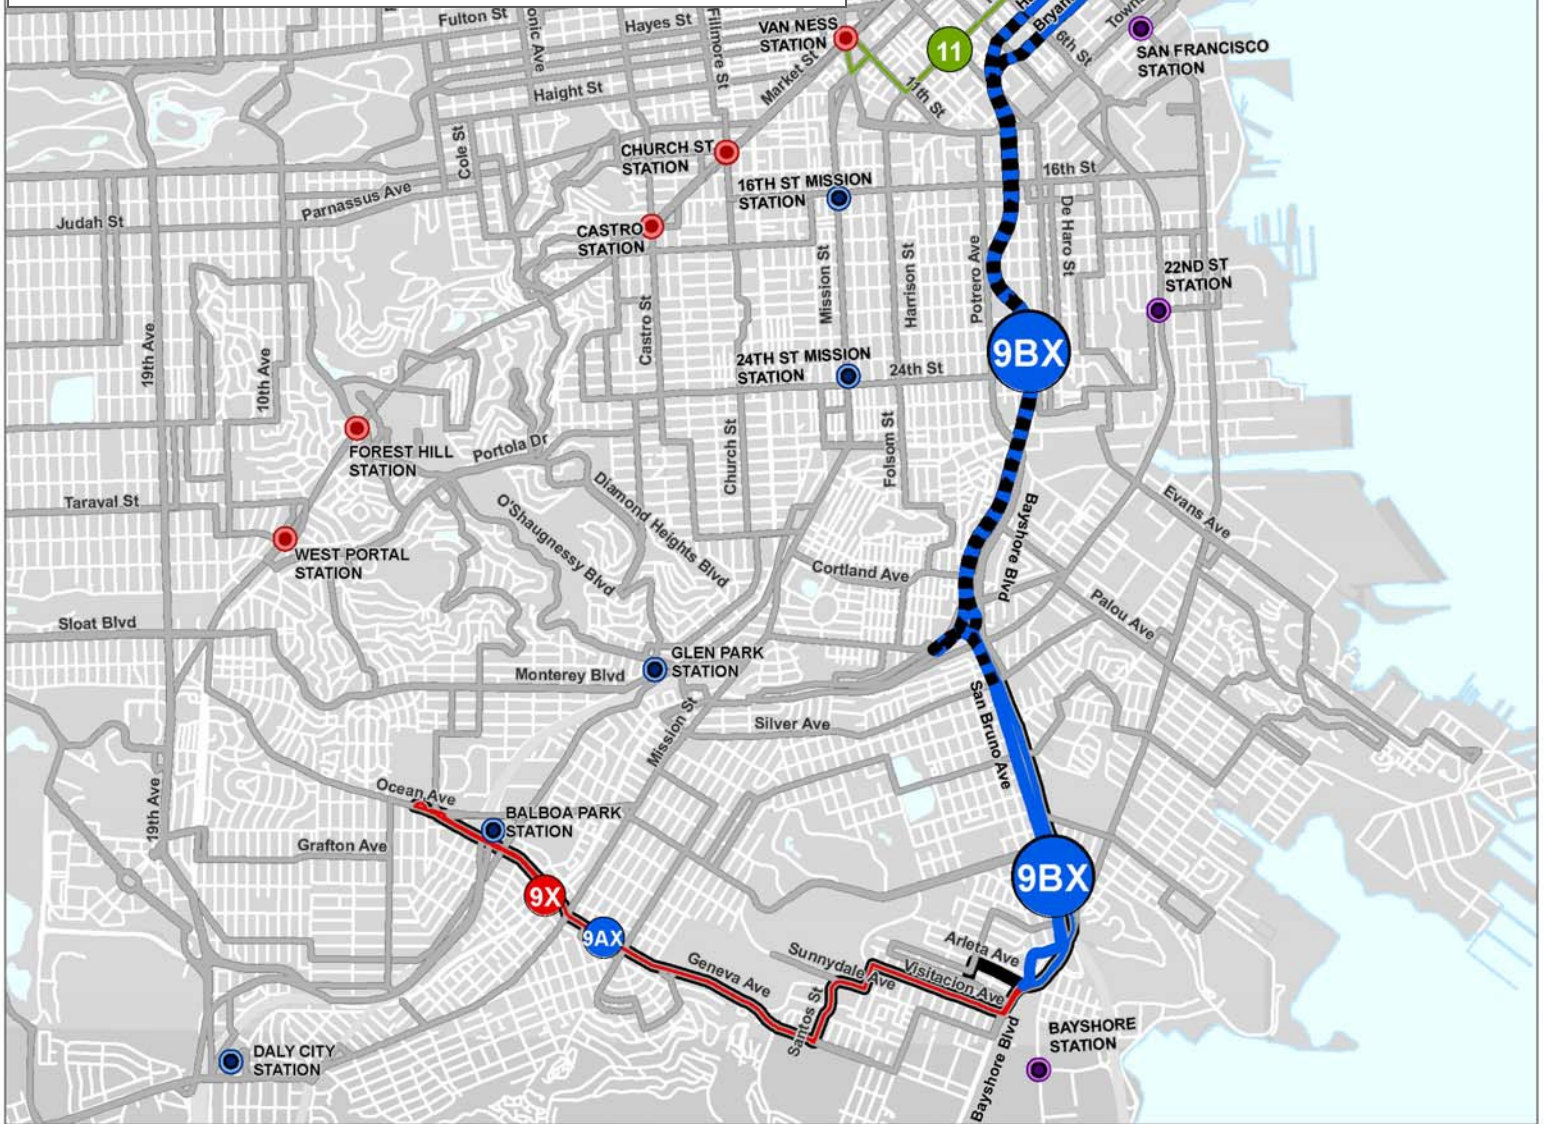 Fulton St
onic Ave
Hayes St
Fillmore St
VAN NESS
STATION
Market St
11
11th St
Bryan
6th St
Town
SAN FRANCISCO
STATION
Haight St
Cole St
CHURCH ST
STATION
16TH ST MISSION
STATION
16th St
Parnassus Ave
Judah St
CASTRO
STATION
De Haro St
Mission St
Harrison St
Potrero Ave
22ND ST
STATION
Castro St
19th Ave
10th Ave
9BX
24TH ST MISSION
STATION
24th St
FOREST HILL
STATION
Portola Dr
Church St
Folsom St
Taraval St
O'Shaugnessy Blvd
Diamond Heights Blvd
Bayshore Blvd
Evans Ave
WEST PORTAL
STATION
Cortland Ave
Palou Ave
Sloat Blvd
GLEN PARK
STATION
Monterey Blvd
Mission St
Silver Ave
San Bruno Ave
19th Ave
Ocean Ave
BALBOA PARK
STATION
Grafton Ave
9X
9BX
9AX
Geneva Ave
Sunnydale Ave
Arleta Ave
Visitacion Ave
Santos St
Bayshore Blvd
BAYSHORE
STATION
DALY CITY
STATION